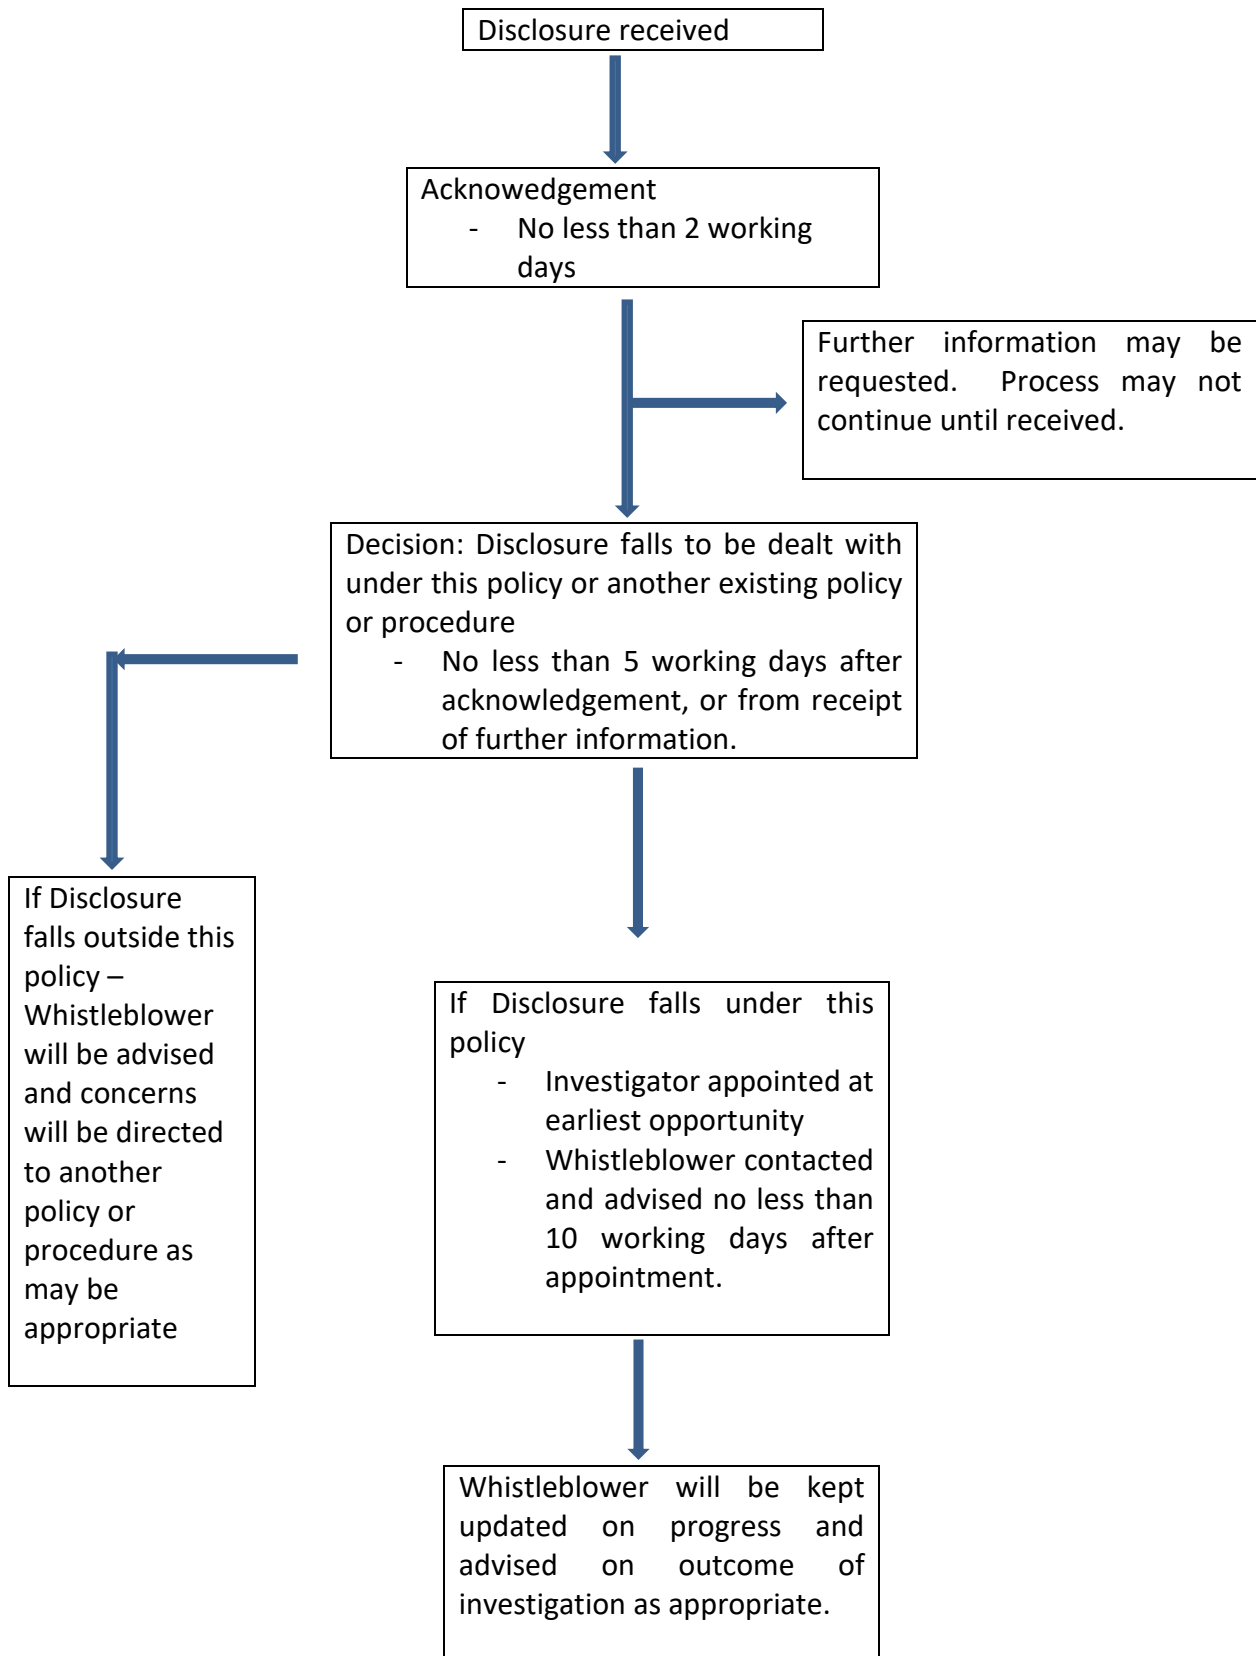 Disclosure received
Acknowedgement
- No less than 2 working
days
Further information may be
requested. Process may not
continue until received.
Decision: Disclosure falls to be dealt with
under this policy or another existing policy
or procedure
- No less than 5 working days after
acknowledgement, or from receipt
of further information.
If Disclosure
falls outside this
policy –
Whistleblower
will be advised
and concerns
will be directed
to another
policy or
procedure as
may be
appropriate
If Disclosure falls under this
policy
- Investigator appointed at
earliest opportunity
- Whistleblower contacted
and advised no less than
10 working days after
appointment.
Whistleblower will be kept
updated on progress and
advised on outcome of
investigation as appropriate.